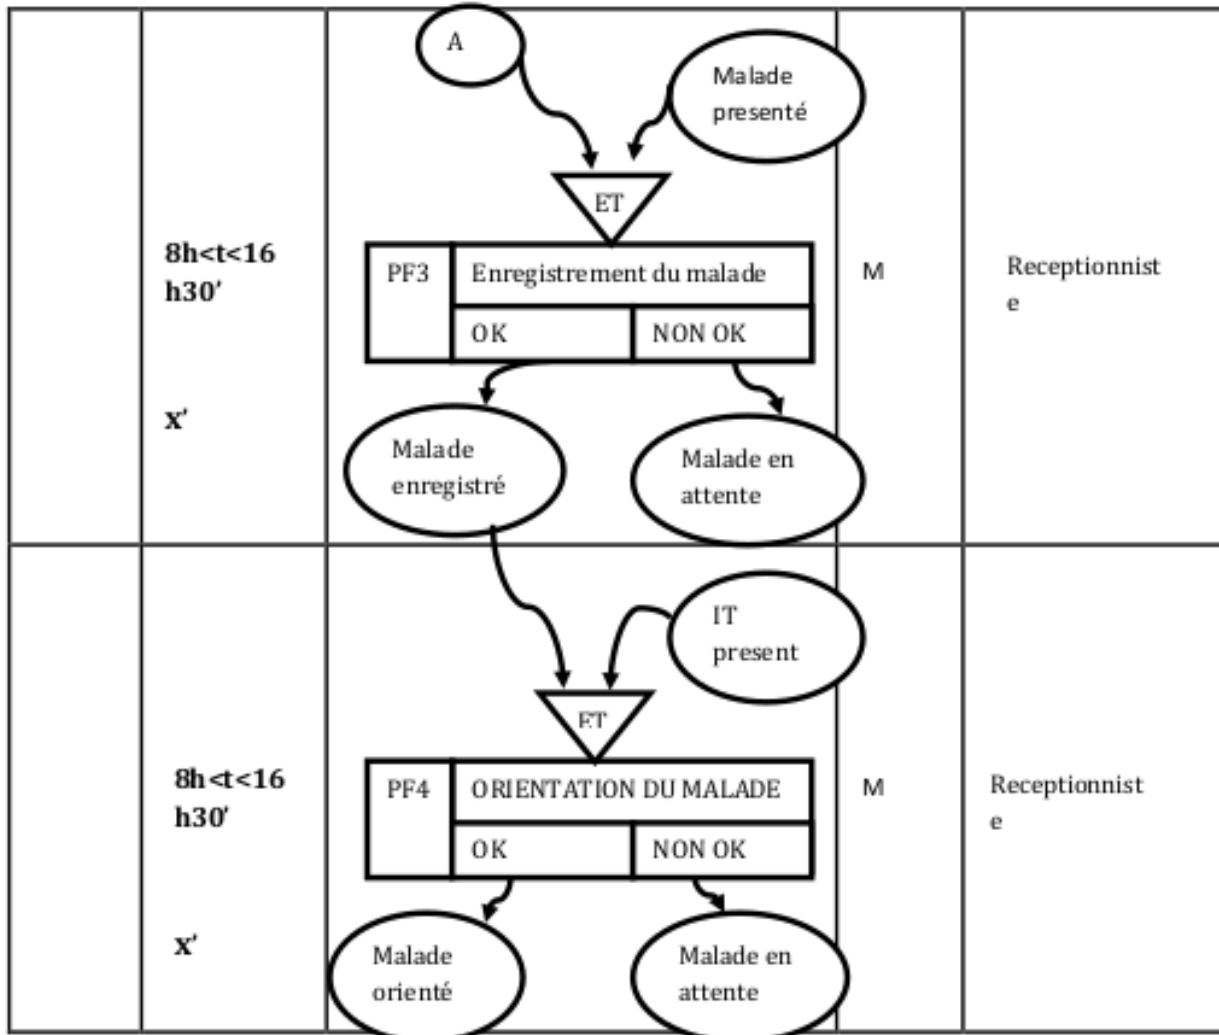 A
Malade
presenté
ET
8h<t<16
h30’
PF3
Enregistrement du malade
M
Receptionnist
e
OK
NON OK
x’
Malade
enregistré
Malade en
attente
IT
present
ET
8h<t<16
h30’
PF4
ORIENTATION DU MALADE
M
Receptionnist
e
OK
NON OK
x’
Malade
orienté
Malade en
attente